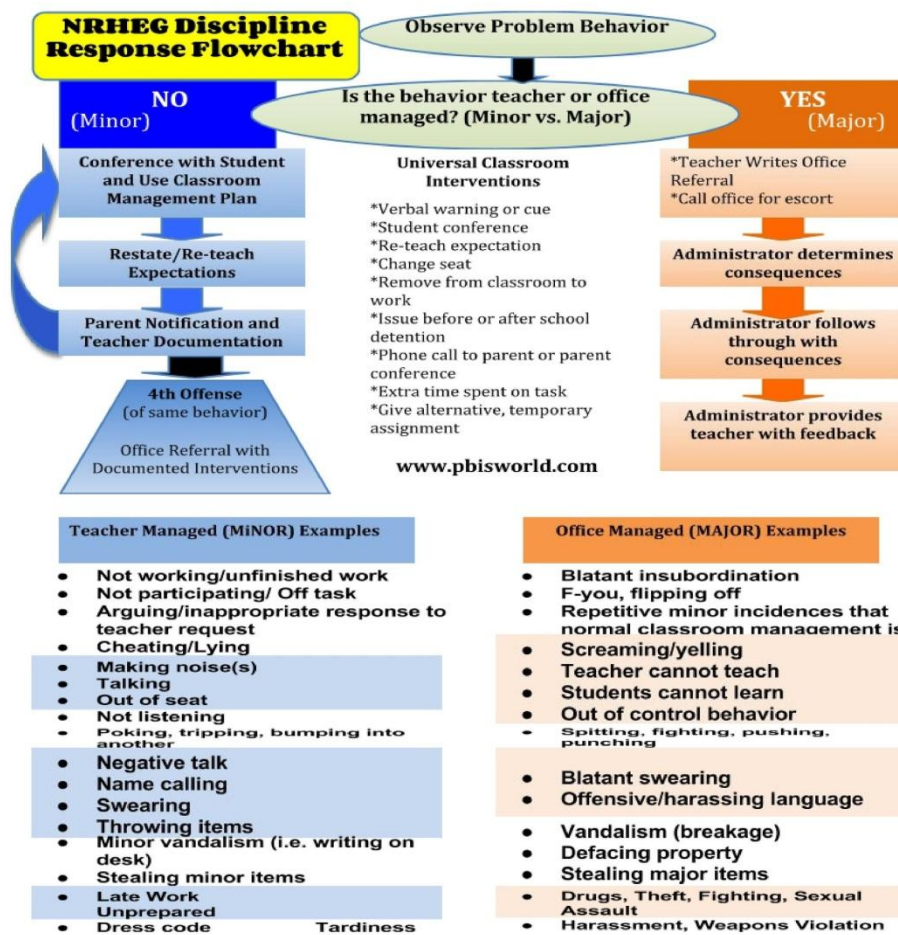 NRHEG Discipline
Response Flowchart
Observe Problem Behavior
Is the behavior teacher or office
managed? (Minor vs. Major)
NO
(Minor)
YES
(Major)
Conference with Student
and Use Classroom
Management Plan
Restate/Re-teach
Expectations
Parent Notification and
Teacher Documentation
4th Offense
(of same behavior)
Office Referral with
Documented Interventions
Universal Classroom
Interventions
*Verbal warning or cue
*Student conference
*Re-teach expectation
*Change seat
*Remove from classroom to
work
*Issue before or after school
detention
*Phone call to parent or parent
conference
*Extra time spent on task
*Give alternative, temporary
assignment
www.pbisworld.com
*Teacher Writes Office
Referral
*Call office for escort
Administrator determines
consequences
Administrator follows
through with
consequences
Administrator provides
teacher with feedback
Teacher Managed (MiNOR) Examples
● Not working/unfinished work
● Not participating/ Off task
● Arguing/inappropriate response to
teacher request
● Cheating/Lying
● Making noise(s)
● Talking
● Out of seat
● Not listening
● Poking, tripping, bumping into
another
● Negative talk
● Name calling
● Swearing
● Throwing items
● Minor vandalism (i.e. writing on
desk)
● Stealing minor items
● Late Work
Unprepared
● Dress code Tardiness
Office Managed (MAJOR) Examples
● Blatant insubordination
● F-you, flipping off
● Repetitive minor incidences that
normal classroom management is
● Screaming/yelling
● Teacher cannot teach
● Students cannot learn
● Out of control behavior
● Spitting, fighting, pushing,
punching
● Blatant swearing
● Offensive/harassing language
● Vandalism (breakage)
● Defacing property
● Stealing major items
● Drugs, Theft, Fighting, Sexual
Assault
● Harassment, Weapons Violation